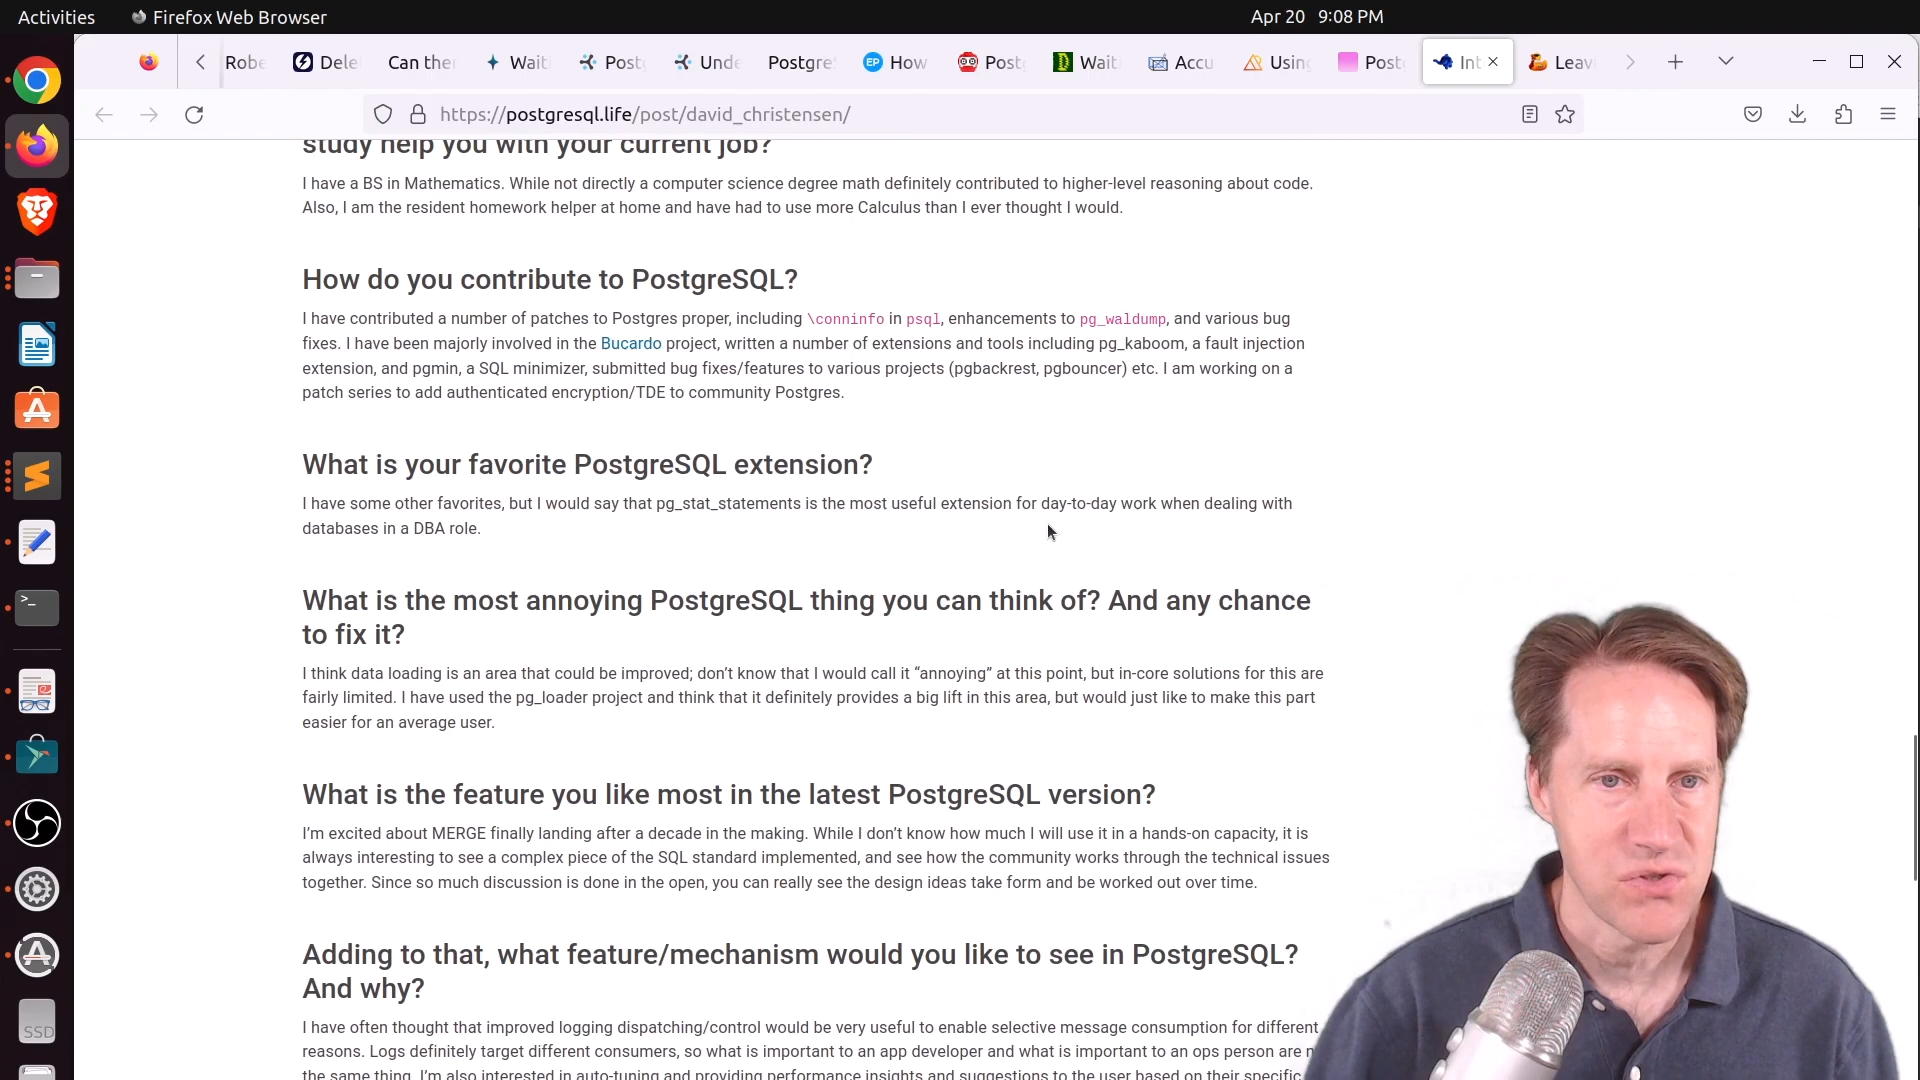 Activities
Firefox Web Browser
Apr 20 9:08 PM
Robe
Dele
Can the
Wait
Postg
Unde
Postgre
EP How
Post
D Wait
Accu
Using
Post
Int
Leav
https://postgresql.life/post/david_christensen/
study help you with your current job?
I have a BS in Mathematics. While not directly a computer science degree math definitely contributed to higher-level reasoning about code.
Also, I am the resident homework helper at home and have had to use more Calculus than I ever thought I would.
How do you contribute to PostgreSQL?
I have contributed a number of patches to Postgres proper, including \conninfo in psql, enhancements to pg_waldump, and various bug
fixes. I have been majorly involved in the Bucardo project, written a number of extensions and tools including pg_kaboom, a fault injection
extension, and pgmin, a SQL minimizer, submitted bug fixes/features to various projects (pgbackrest, pgbouncer) etc. I am working on a
patch series to add authenticated encryption/TDE to community Postgres.
What is your favorite PostgreSQL extension?
I have some other favorites, but I would say that pg_stat_statements is the most useful extension for day-to-day work when dealing with
databases in a DBA role.
What is the most annoying PostgreSQL thing you can think of? And any chance
to fix it?
I think data loading is an area that could be improved; don’t know that I would call it “annoying” at this point, but in-core solutions for this are
fairly limited. I have used the pg_loader project and think that it definitely provides a big lift in this area, but would just like to make this part
easier for an average user.
What is the feature you like most in the latest PostgreSQL version?
I’m excited about MERGE finally landing after a decade in the making. While I don’t know how much I will use it in a hands-on capacity, it is
always interesting to see a complex piece of the SQL standard implemented, and see how the community works through the technical issues
together. Since so much discussion is done in the open, you can really see the design ideas take form and be worked out over time.
Adding to that, what feature/mechanism would you like to see in PostgreSQL?
And why?
I have often thought that improved logging dispatching/control would be very useful to enable selective message consumption for different
reasons. Logs definitely target different consumers, so what is important to an app developer and what is important to an ops person are
the same thing. I’m also interested in auto-tuning and providing performance insights and suggestions to the user based on their specific
SSD